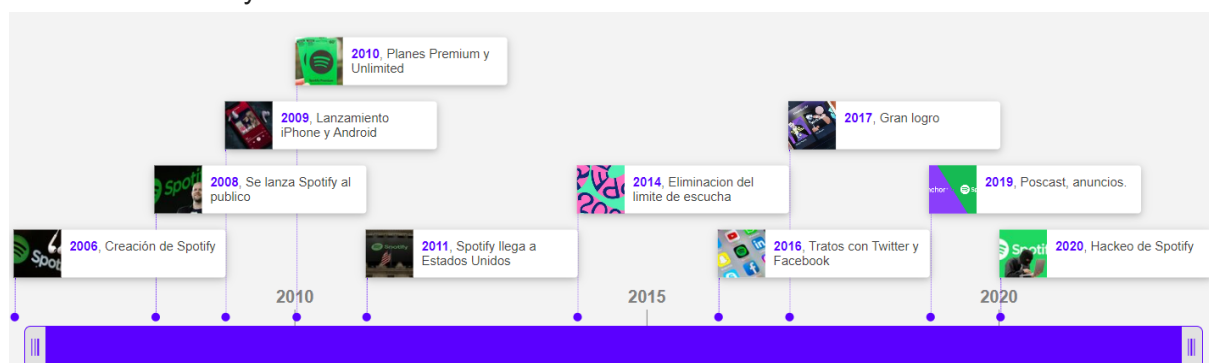 2010, Planes Premium y
Unlimited
2009, Lanzamiento
iPhone y Android
2017, Gran logro
2008, Se lanza Spotify al
publico
2014, Eliminacion del
limite de escucha
2019, Poscast, anuncios.
2006, Creación de Spotify
2011, Spotify llega a
Estados Unidos
2016, Tratos con Twitter y
Facebook
2020, Hackeo de Spotify
2010
2015
2020